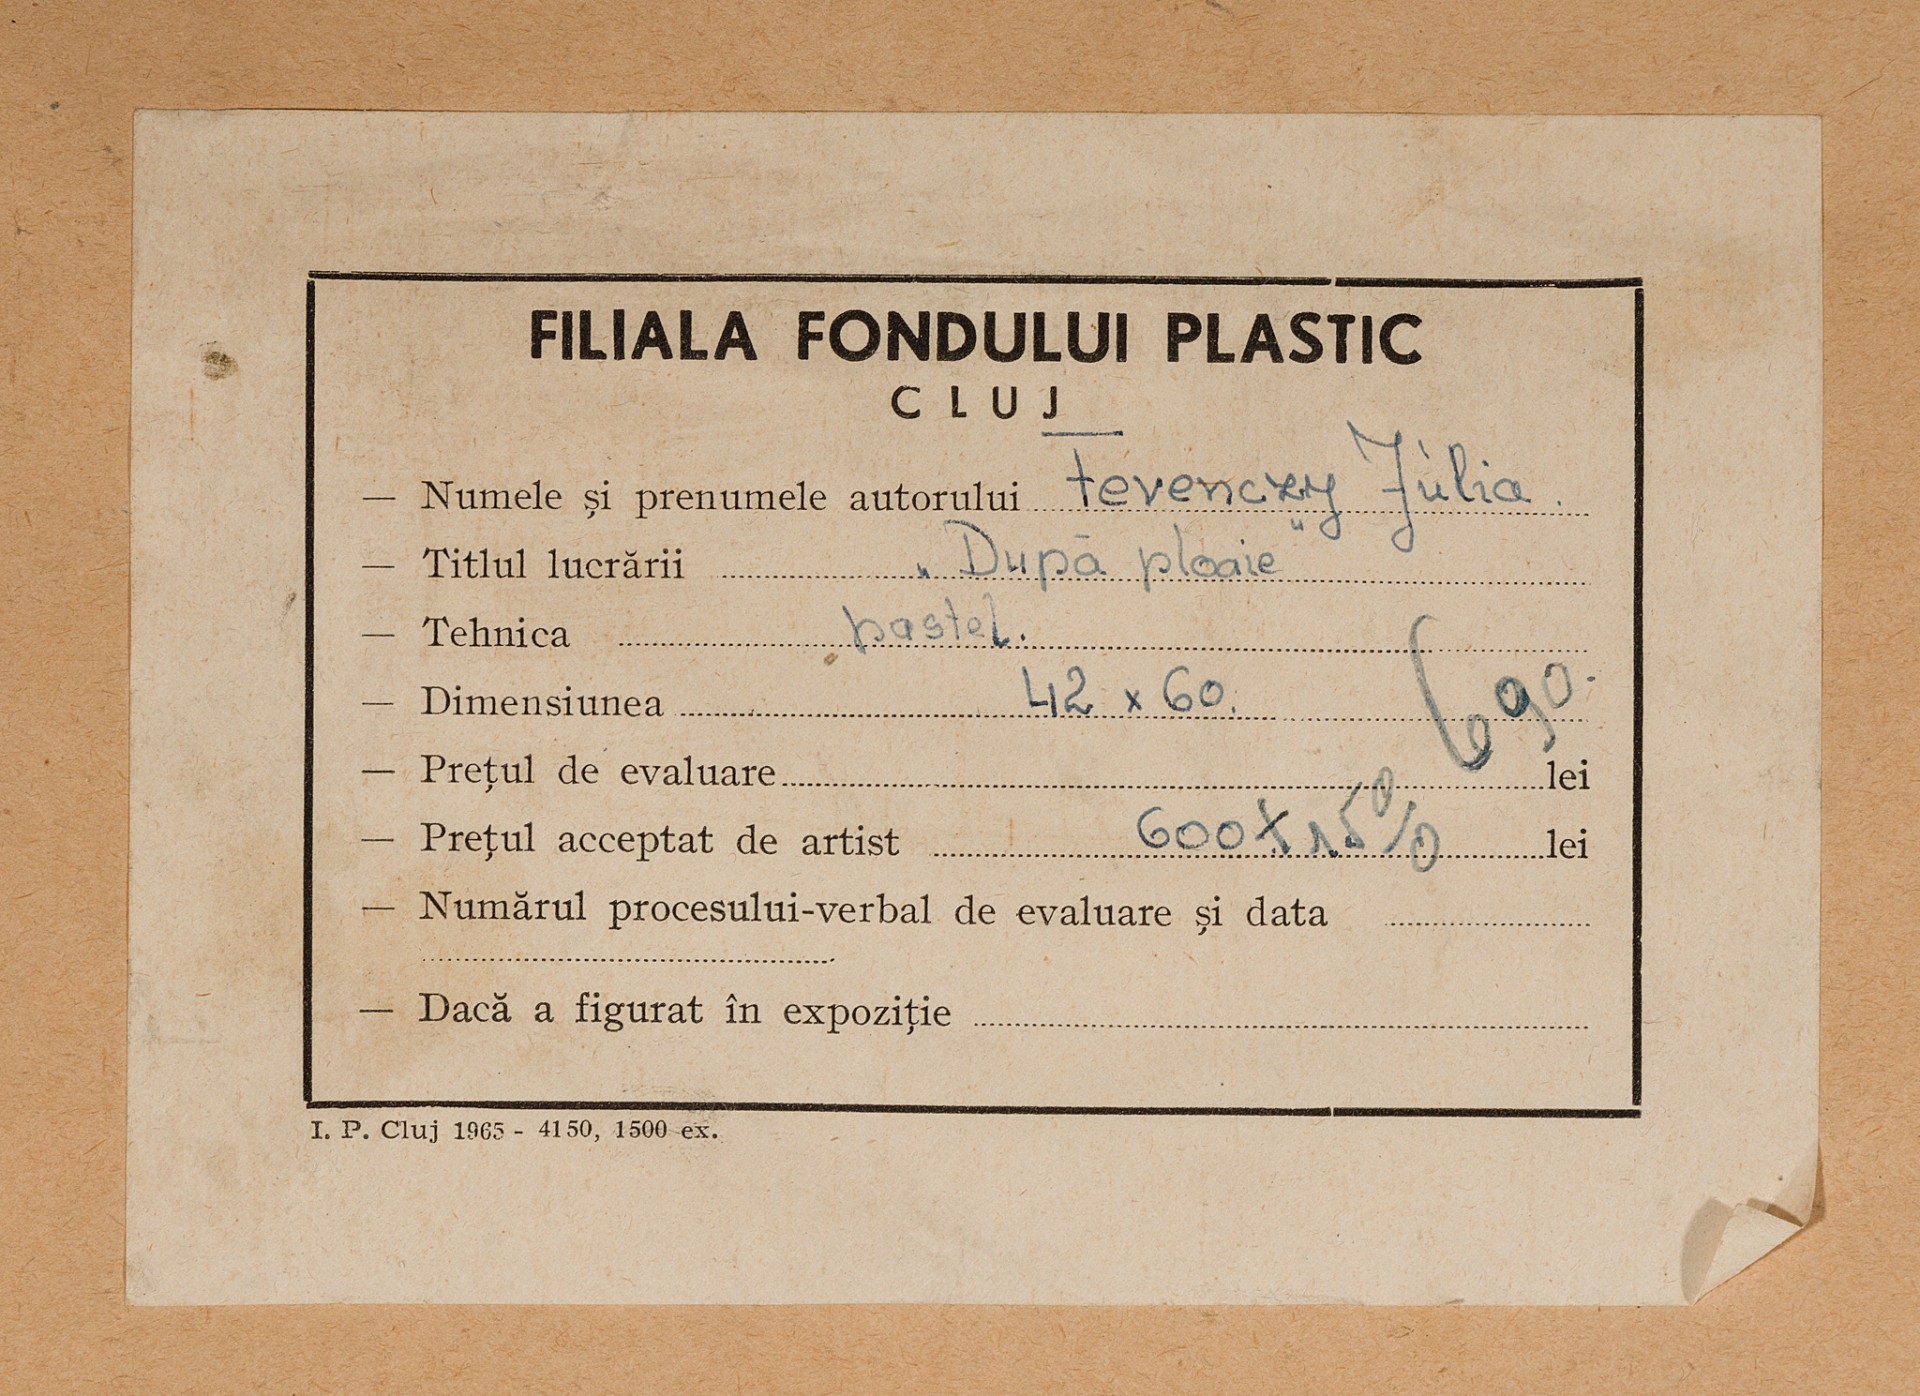 FILIALA FONDULUI PLASTIC
CLUJ
— Numele și prenumele autorului Ferenczy Júlia.
— Titlul lucrării „După ploaie"
— Tehnica pastel.
— Dimensiunea 42 x 60.
690.
— Prețul de evaluare lei
— Prețul acceptat de artist 600+15% lei
— Numărul procesului-verbal de evaluare și data
— Dacă a figurat în expoziție
I. P. Cluj 1965 - 4150, 1500 ex.